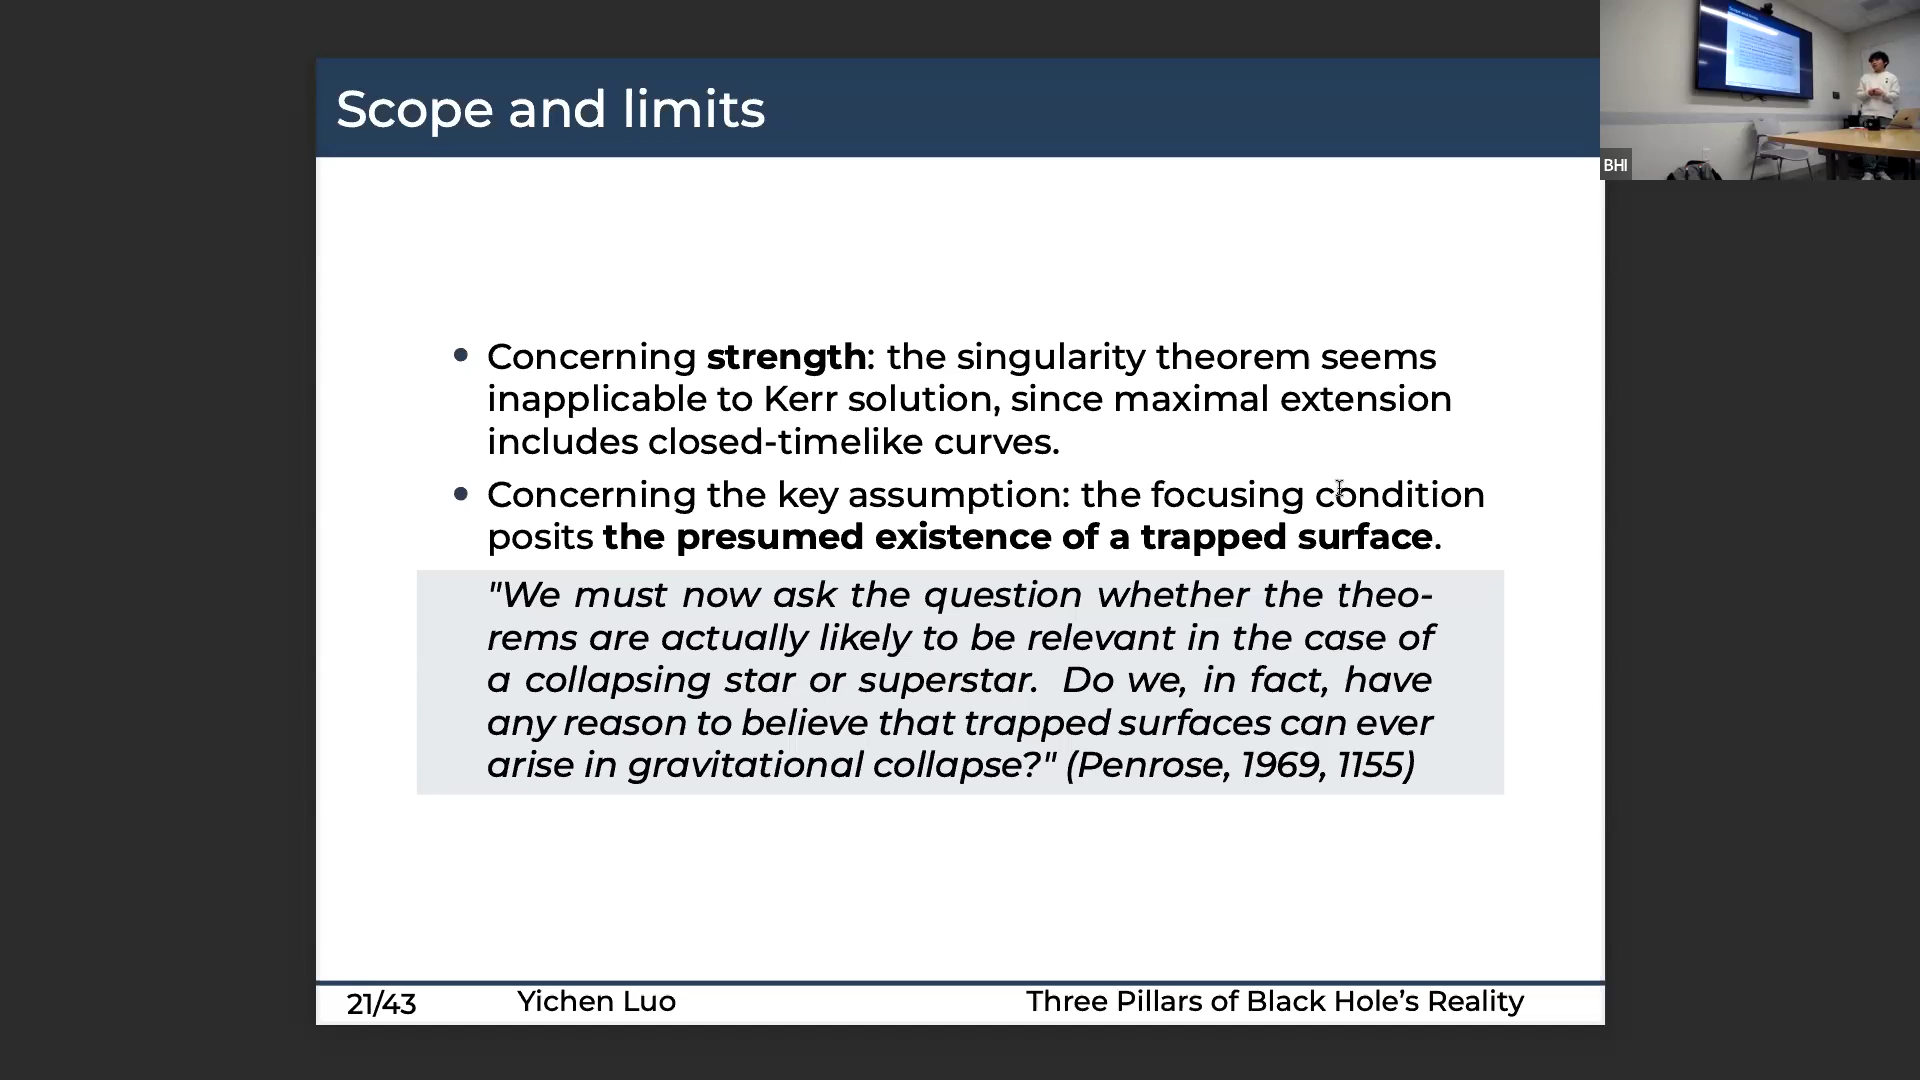 Scope and limits
• Concerning strength: the singularity theorem seems
inapplicable to Kerr solution, since maximal extension
includes closed-timelike curves.
• Concerning the key assumption: the focusing condition
posits the presumed existence of a trapped surface.
"We must now ask the question whether the theo-
rems are actually likely to be relevant in the case of
a collapsing star or superstar. Do we, in fact, have
any reason to believe that trapped surfaces can ever
arise in gravitational collapse?" (Penrose, 1969, 1155)
21/43 Yichen Luo Three Pillars of Black Hole’s Reality
BHI